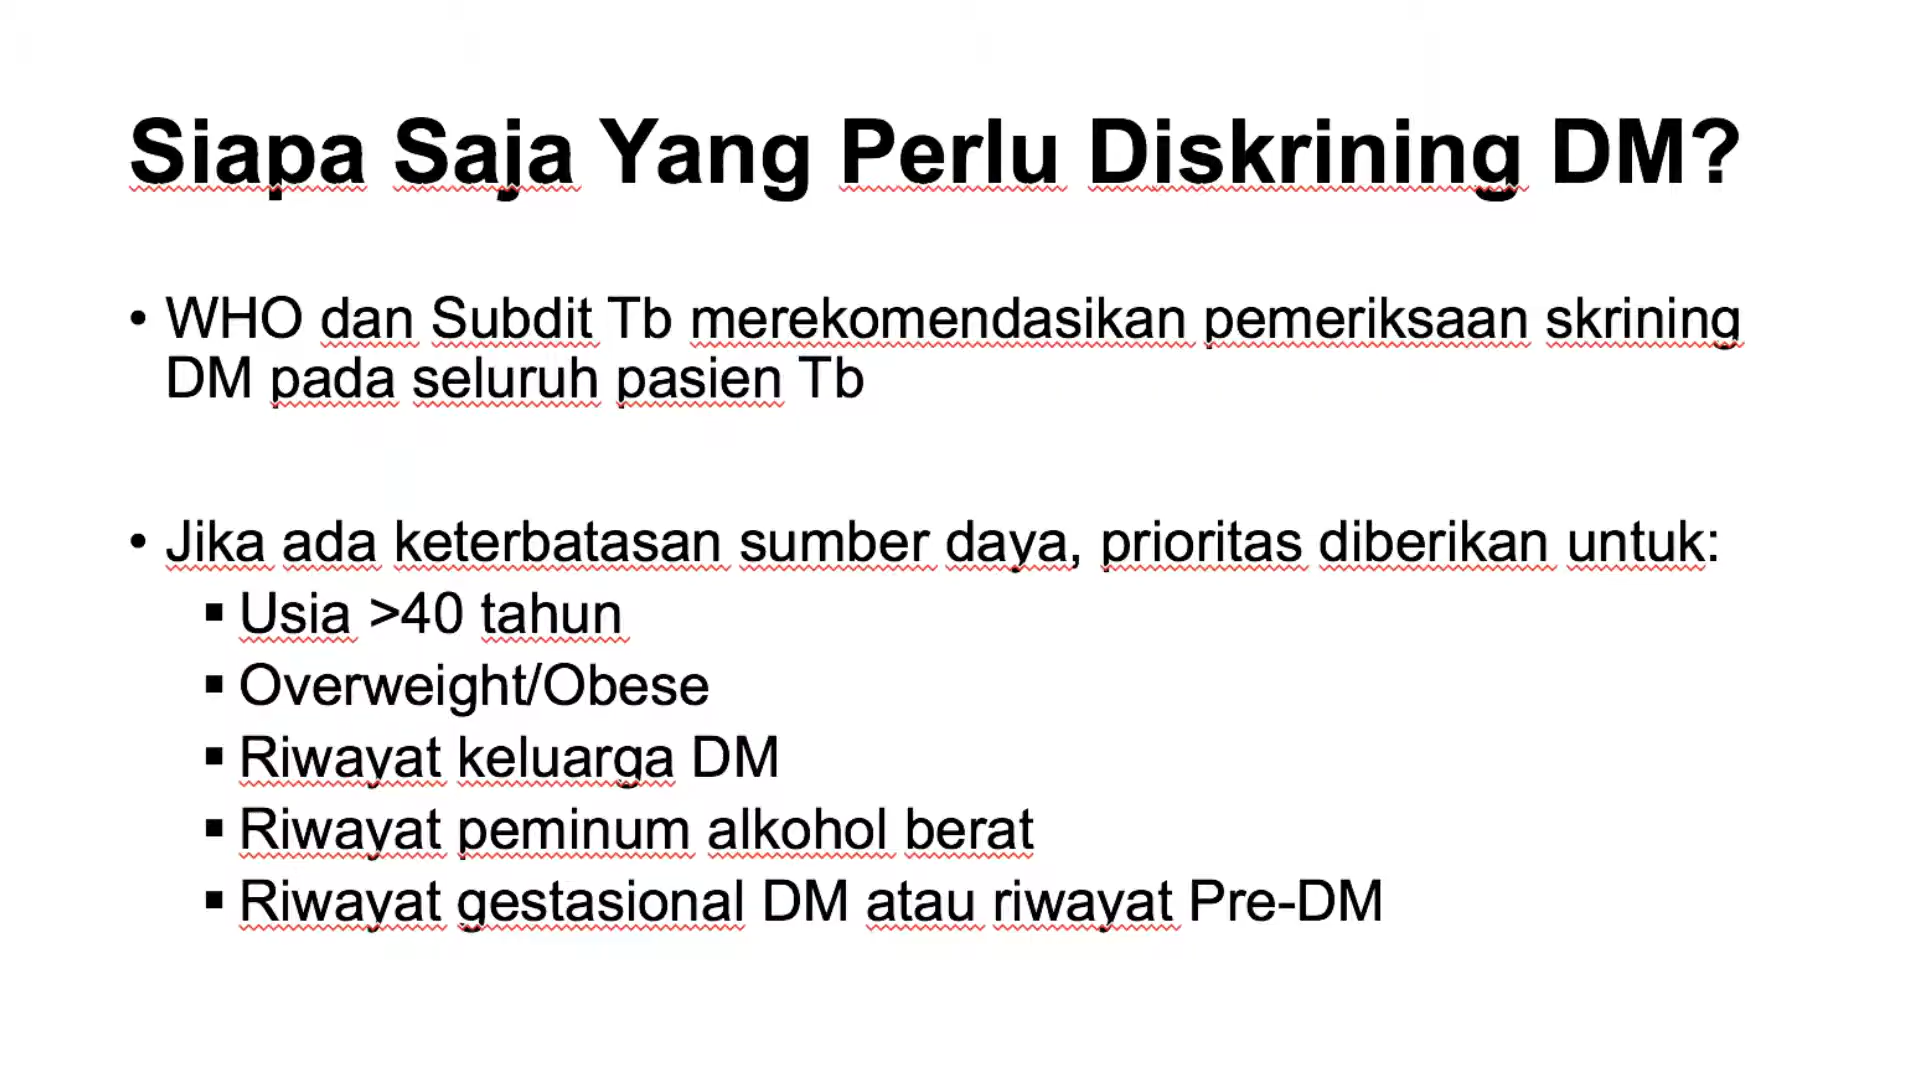 Siapa Saja Yang Perlu Diskrining DM?
• WHO dan Subdit Tb merekomendasikan pemeriksaan skrining
DM pada seluruh pasien Tb
• Jika ada keterbatasan sumber daya, prioritas diberikan untuk:
▪ Usia >40 tahun
▪ Overweight/Obese
▪ Riwayat keluarga DM
▪ Riwayat peminum alkohol berat
▪ Riwayat gestasional DM atau riwayat Pre-DM